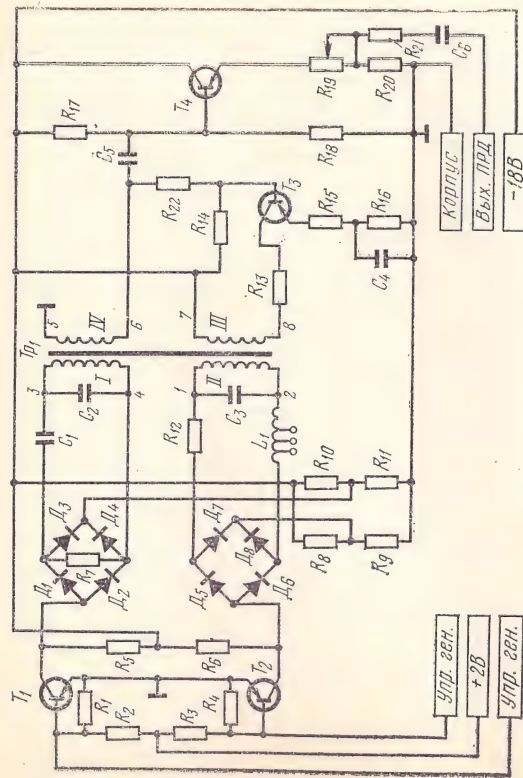 T₁
R₁
R₂
R₃
R₄
T₂
R₅
R₆
Д₁
Д₃
R₇
Д₂
Д₄
Д₅
Д₇
Д₈
Д₆
C₁
3
C₂
I
4
Тр₁
5
IV
6
R₁₂
1
C₃
II
2
L₁
7
III
8
R₈
R₁₀
R₉
R₁₁
R₁₃
R₁₄
R₂₂
T₃
C₄
R₁₅
R₁₆
C₅
R₁₇
R₁₈
T₄
R₁₉
R₂₀
R₂₁
C₆
Упр. ген.
+2В
Упр. ген.
Корпус
Вых. ПРД
-18В